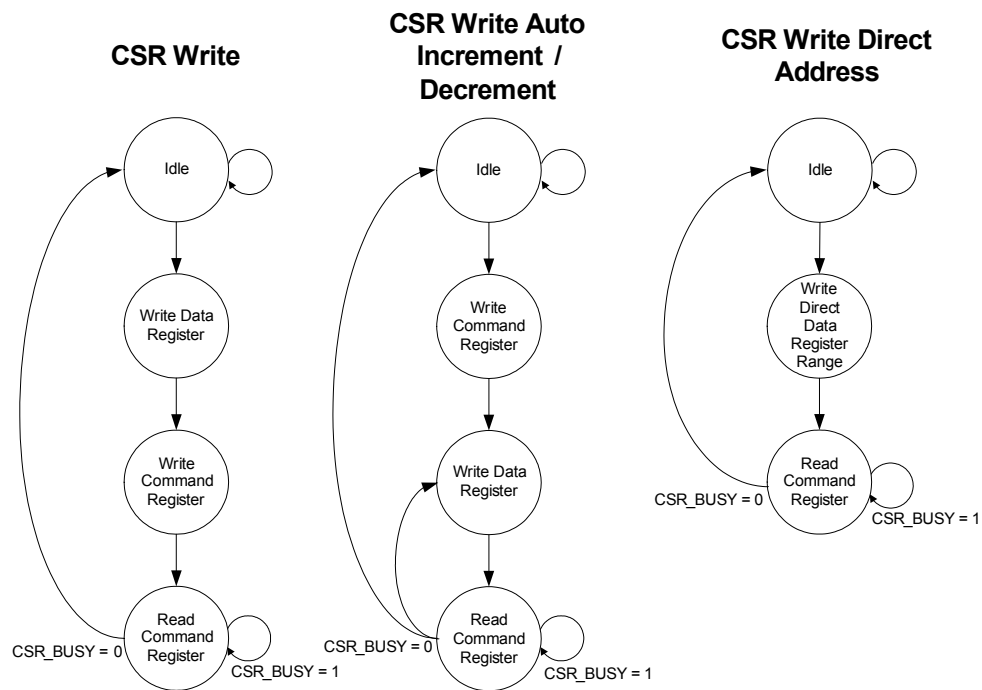 CSR Write
Idle
Write Data
Register
Write
Command
Register
Read
Command
Register
CSR_BUSY = 0
CSR_BUSY = 1
CSR Write Auto
Increment /
Decrement
Idle
Write
Command
Register
Write Data
Register
Read
Command
Register
CSR_BUSY = 0
CSR_BUSY = 1
CSR Write Direct
Address
Idle
Write
Direct
Data
Register
Range
Read
Command
Register
CSR_BUSY = 0
CSR_BUSY = 1